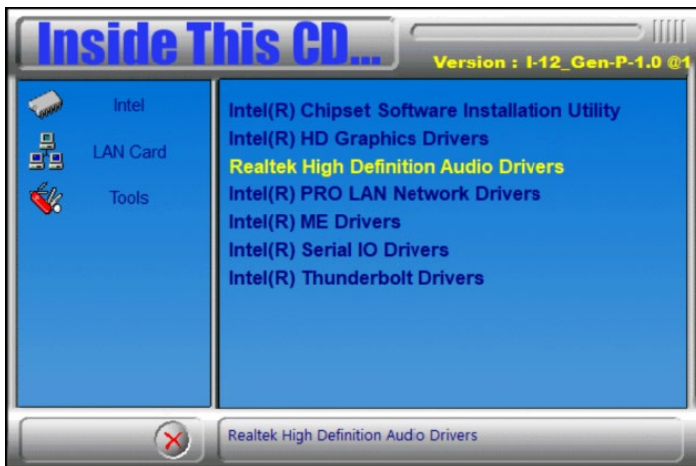 Inside This CD...
Version : I-12_Gen-P-1.0 @1
Intel
LAN Card
Tools
Intel(R) Chipset Software Installation Utility
Intel(R) HD Graphics Drivers
Realtek High Definition Audio Drivers
Intel(R) PRO LAN Network Drivers
Intel(R) ME Drivers
Intel(R) Serial IO Drivers
Intel(R) Thunderbolt Drivers
Realtek High Definition Audio Drivers